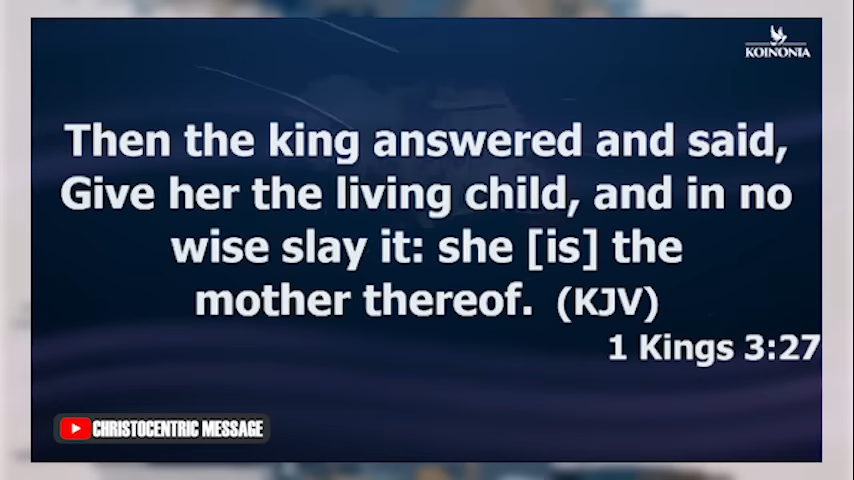 KOINONIA
Then the king answered and said,
Give her the living child, and in no
wise slay it: she [is] the
mother thereof. (KJV)
1 Kings 3:27
CHRISTOCENTRIC MESSAGE